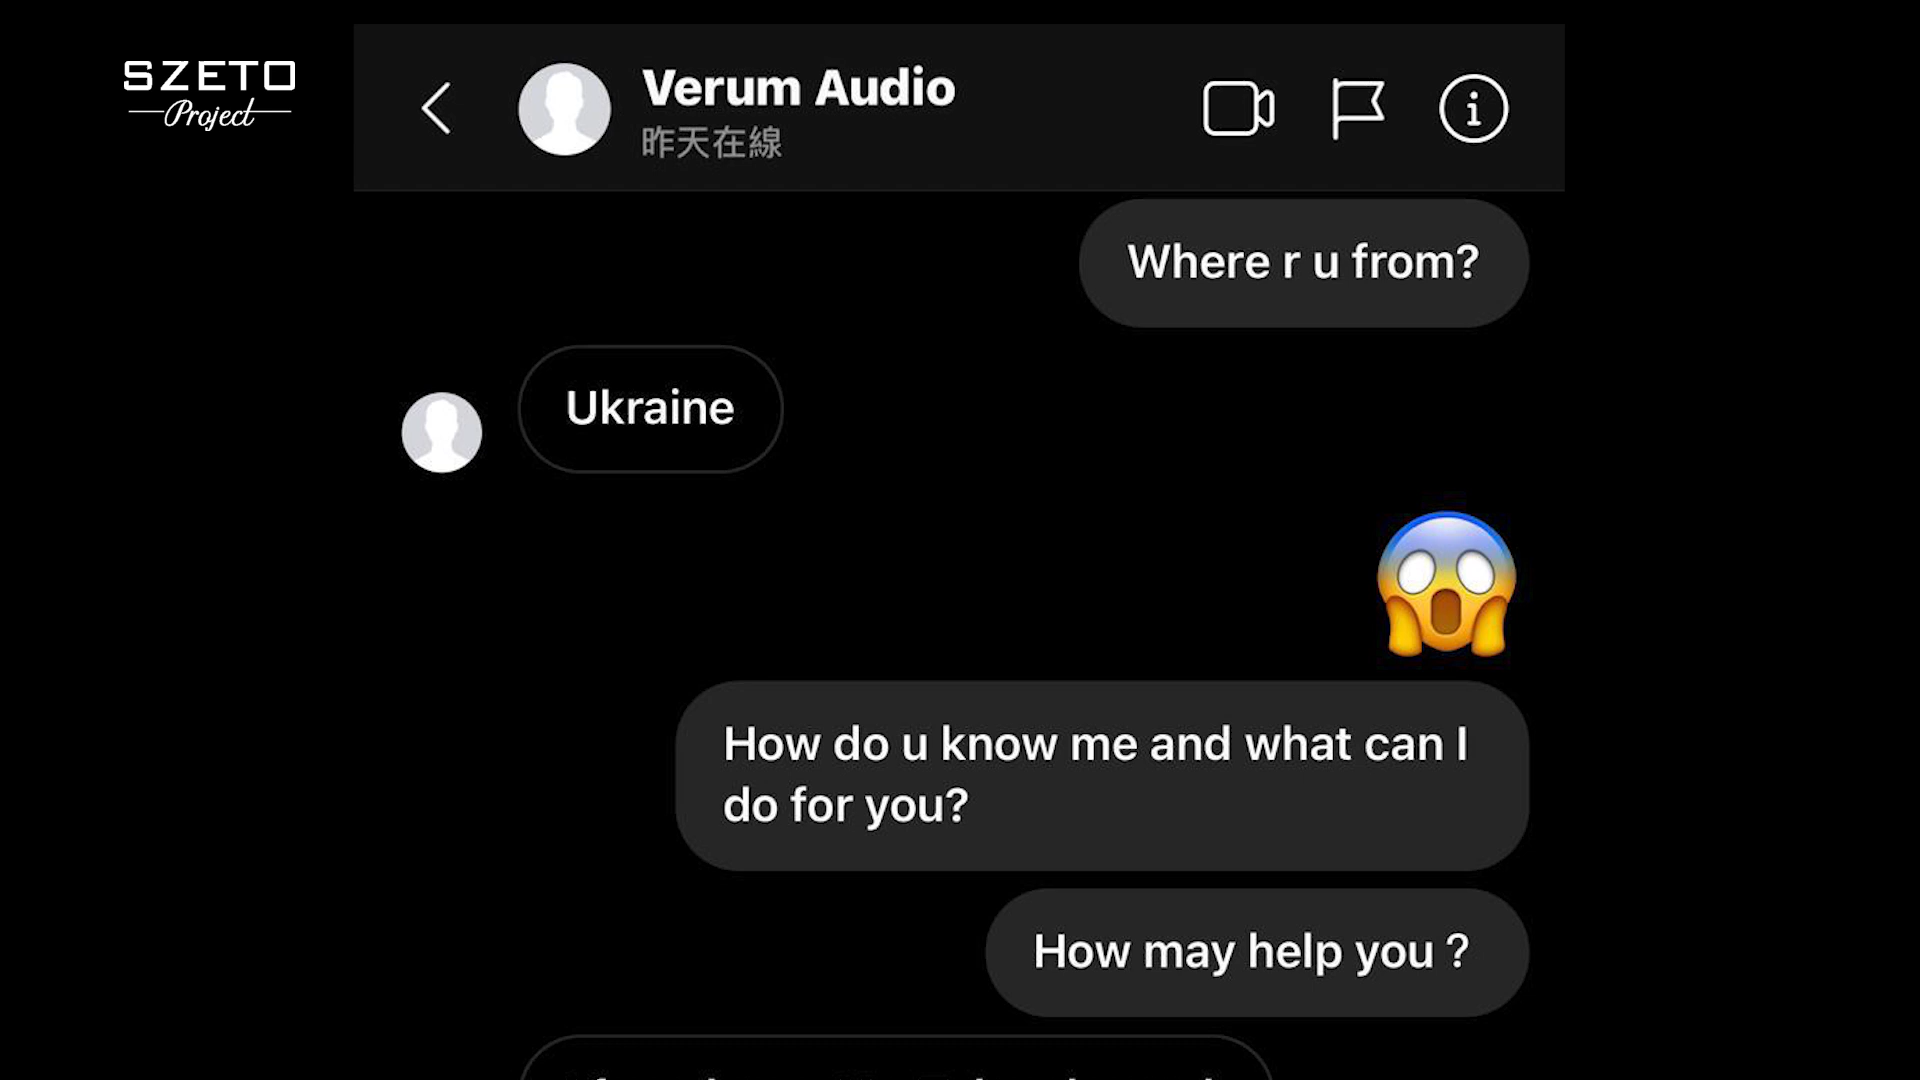 SZETO
Project
Verum Audio
昨天在線
Where r u from?
Ukraine
How do u know me and what can I
do for you?
How may help you ?